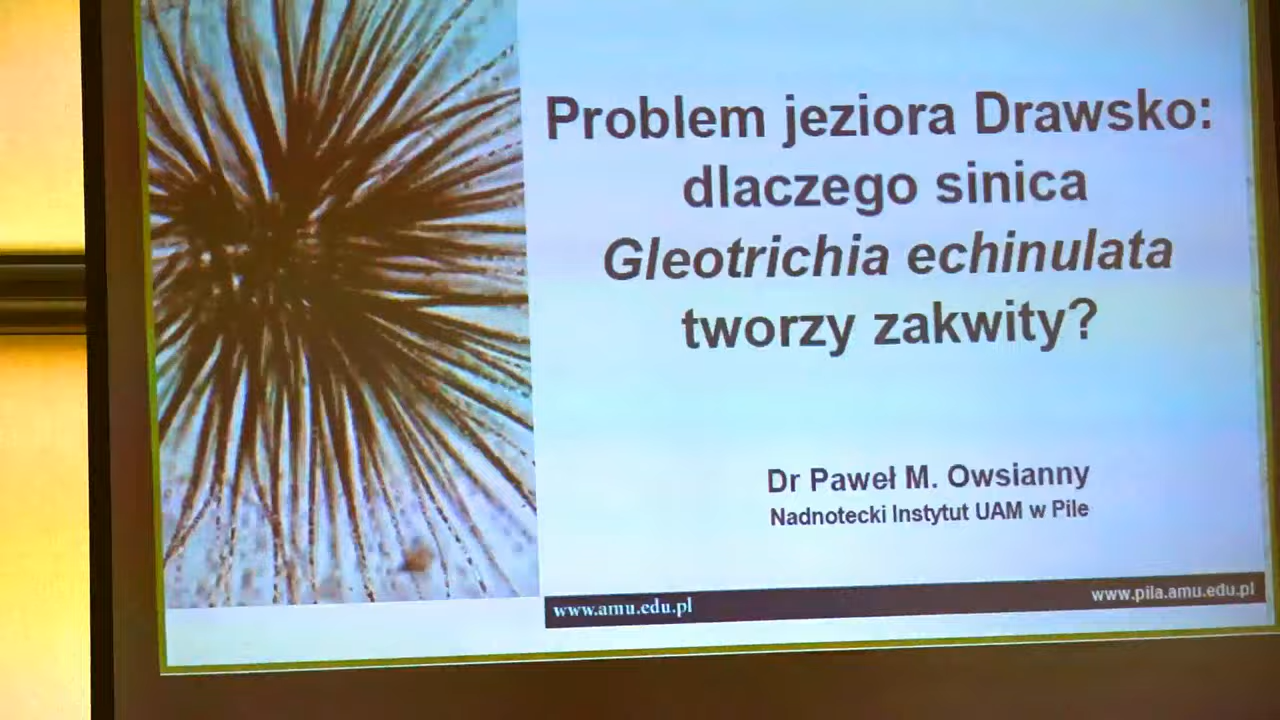 Problem jeziora Drawsko:
dlaczego sinica
Gleotrichia echinulata
tworzy zakwity?
Dr Paweł M. Owsianny
Nadnotecki Instytut UAM w Pile
www.amu.edu.pl
www.pila.amu.edu.pl